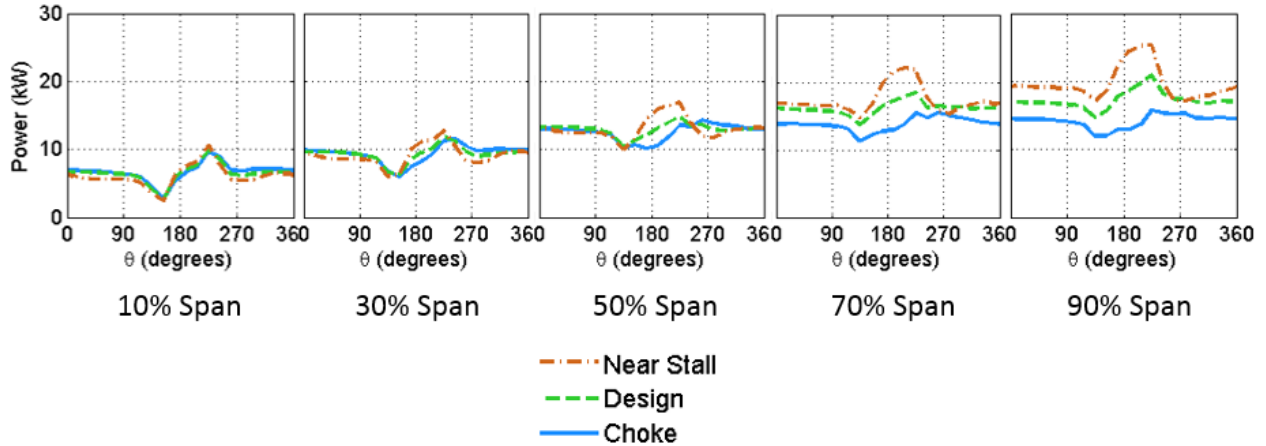 30
20
10
0
Power (kW)
0 90 180 270 360 90 180 270 360 90 180 270 360 90 180 270 360 90 180 270 360
θ (degrees) θ (degrees) θ (degrees) θ (degrees) θ (degrees)
10% Span 30% Span 50% Span 70% Span 90% Span
Near Stall
Design
Choke